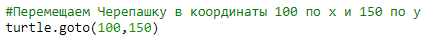 #Перемещаем Черепашку в координаты 100 по x и 150 по y
turtle.goto(100,150)